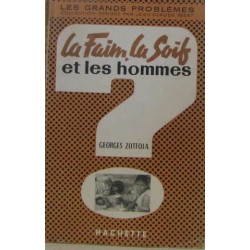 LES GRANDS PROBLÈMES
la Faim, la Soif
et les hommes
?
GEORGES ZOTTOLA
HACHETTE